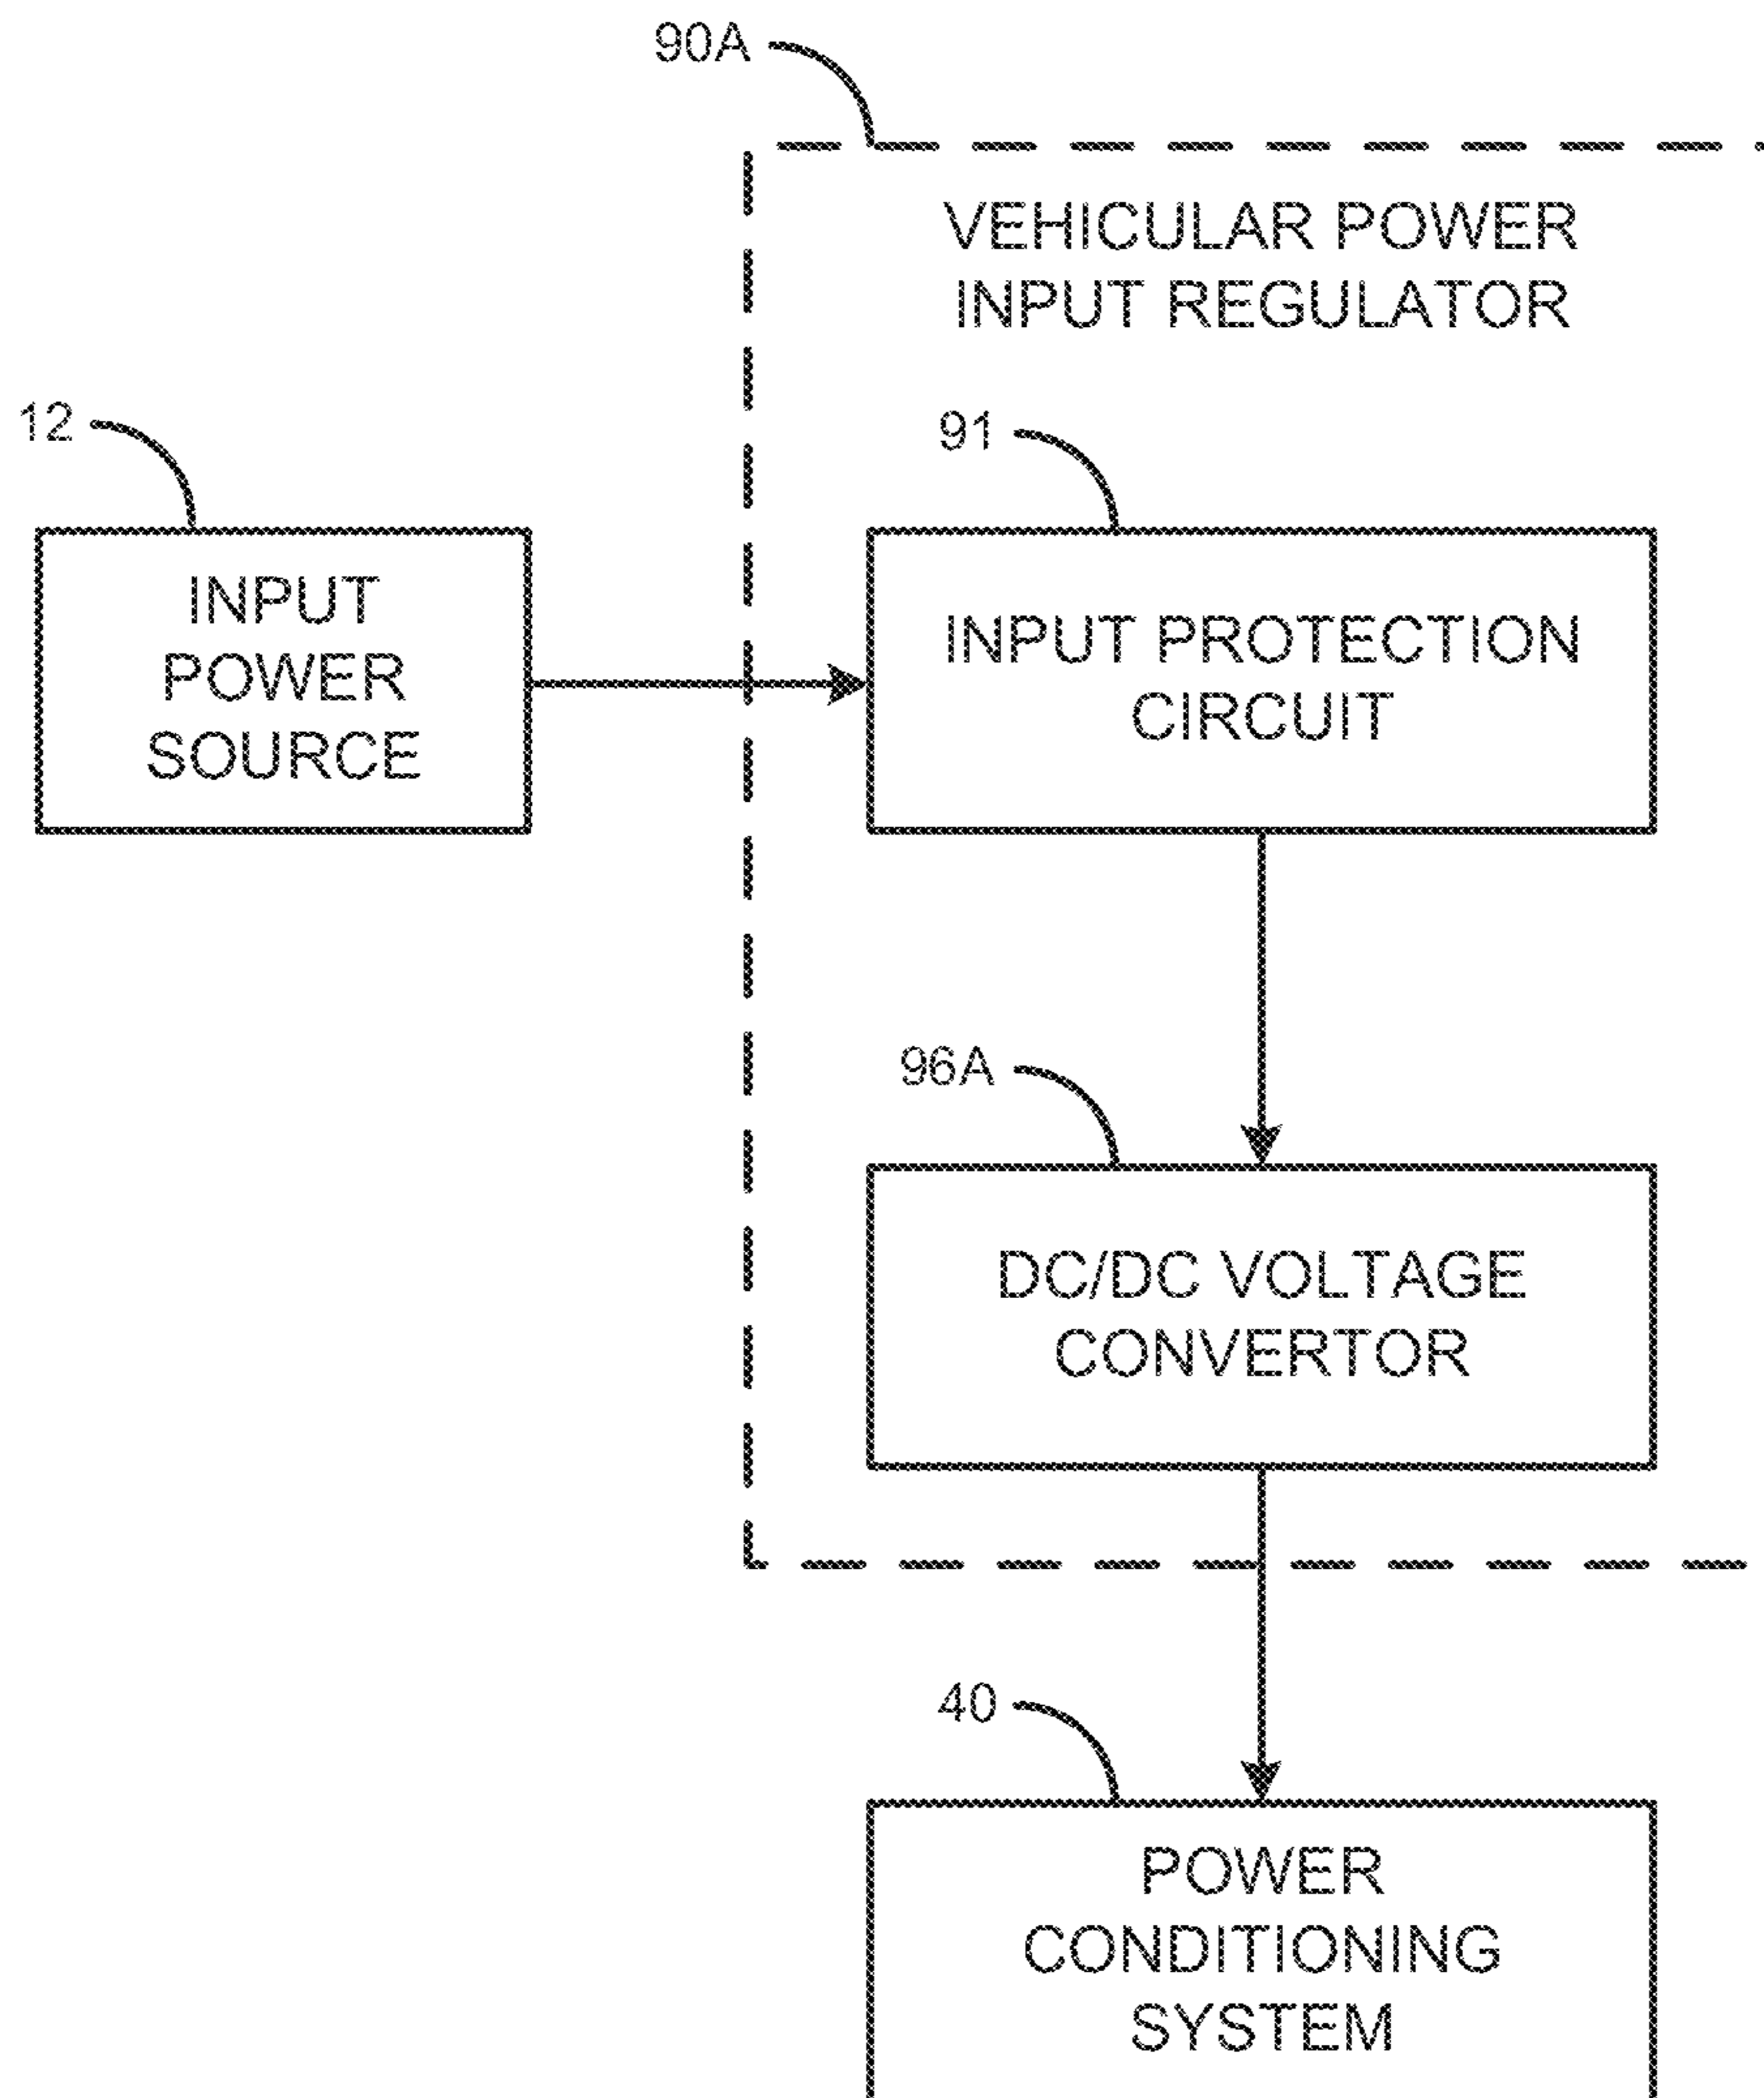 90A
VEHICULAR POWER
INPUT REGULATOR
12
91
INPUT
POWER
SOURCE
INPUT PROTECTION
CIRCUIT
96A
DC/DC VOLTAGE
CONVERTOR
40
POWER
CONDITIONING
SYSTEM